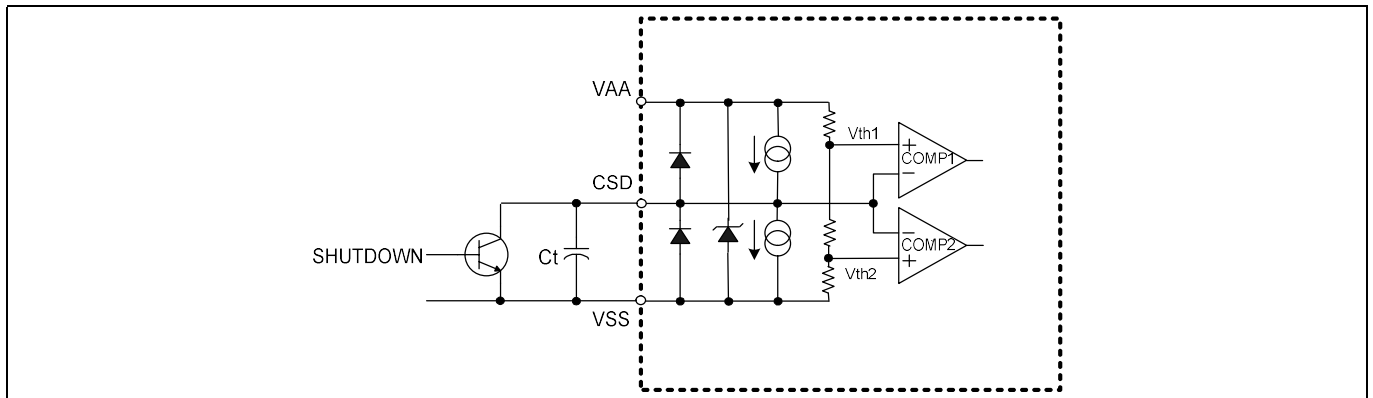 VAA
Vth1
+
COMP1
−
CSD
−
COMP2
+
SHUTDOWN
Ct
Vth2
VSS